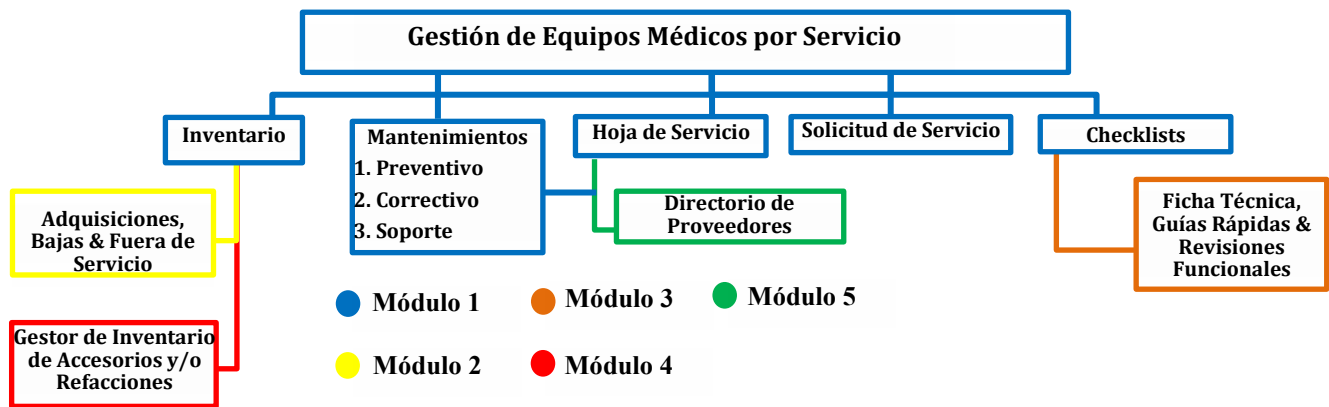 Gestión de Equipos Médicos por Servicio
Inventario
Mantenimientos
1. Preventivo
2. Correctivo
3. Soporte
Hoja de Servicio
Solicitud de Servicio
Checklists
Adquisiciones,
Bajas & Fuera de
Servicio
Directorio de
Proveedores
Ficha Técnica,
Guías Rápidas &
Revisiones
Funcionales
Gestor de Inventario
de Accesorios y/o
Refacciones
Módulo 1
Módulo 3
Módulo 5
Módulo 2
Módulo 4